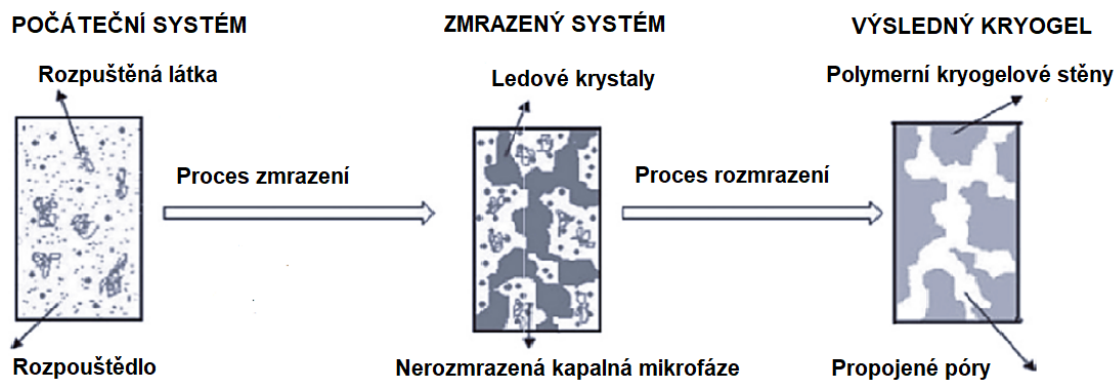 POČÁTEČNÍ SYSTÉM
ZMRAZENÝ SYSTÉM
VÝSLEDNÝ KRYOGEL
Rozpuštěná látka
Ledové krystaly
Polymerní kryogelové stěny
Proces zmrazení
Proces rozmrazení
Rozpouštědlo
Nerozmrazená kapalná mikrofáze
Propojené póry